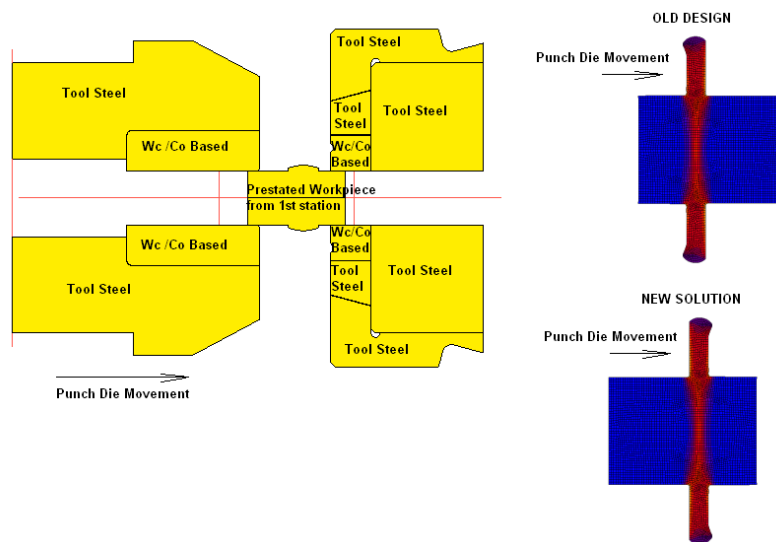 Tool Steel
Wc /Co Based
Tool Steel
Tool
Steel
Tool Steel
Wc/Co
Based
Prestated Workpiece
from 1st station
Wc /Co Based
Tool Steel
Wc/Co
Based
Tool
Steel
Tool Steel
Tool Steel
Punch Die Movement
OLD DESIGN
Punch Die Movement
NEW SOLUTION
Punch Die Movement